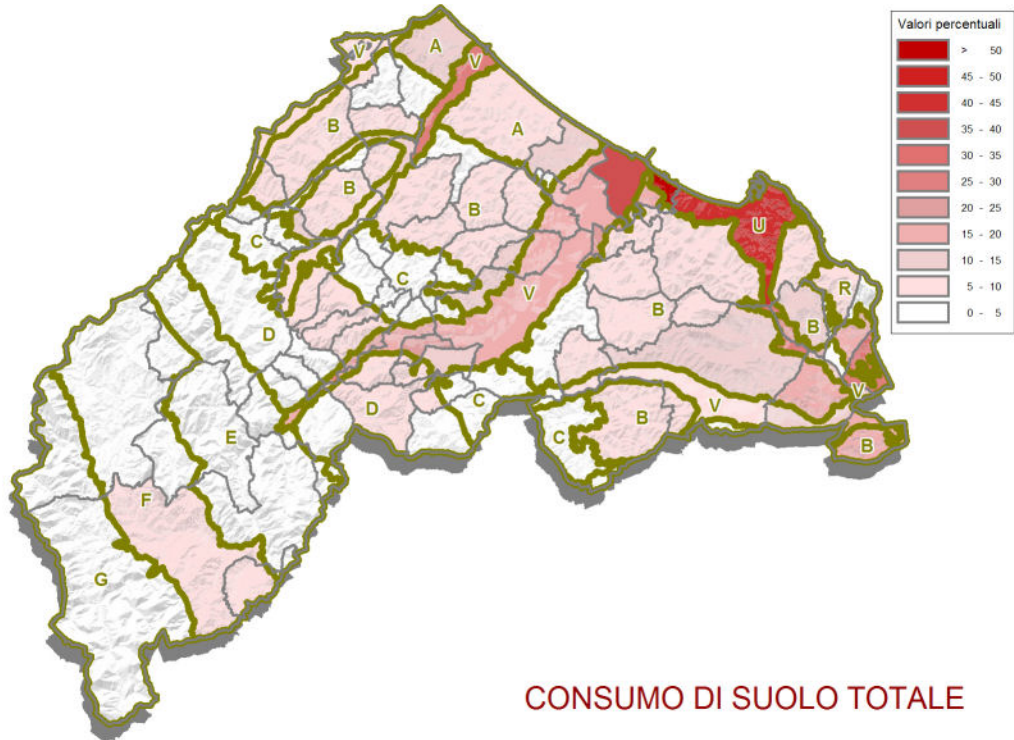 Valori percentuali
> 50
45 - 50
40 - 45
35 - 40
30 - 35
25 - 30
20 - 25
15 - 20
10 - 15
5 - 10
0 - 5
V
A
V
B
A
B
B
C
U
C
V
R
D
B
B
D
C
B
V
V
E
C
B
F
G
CONSUMO DI SUOLO TOTALE